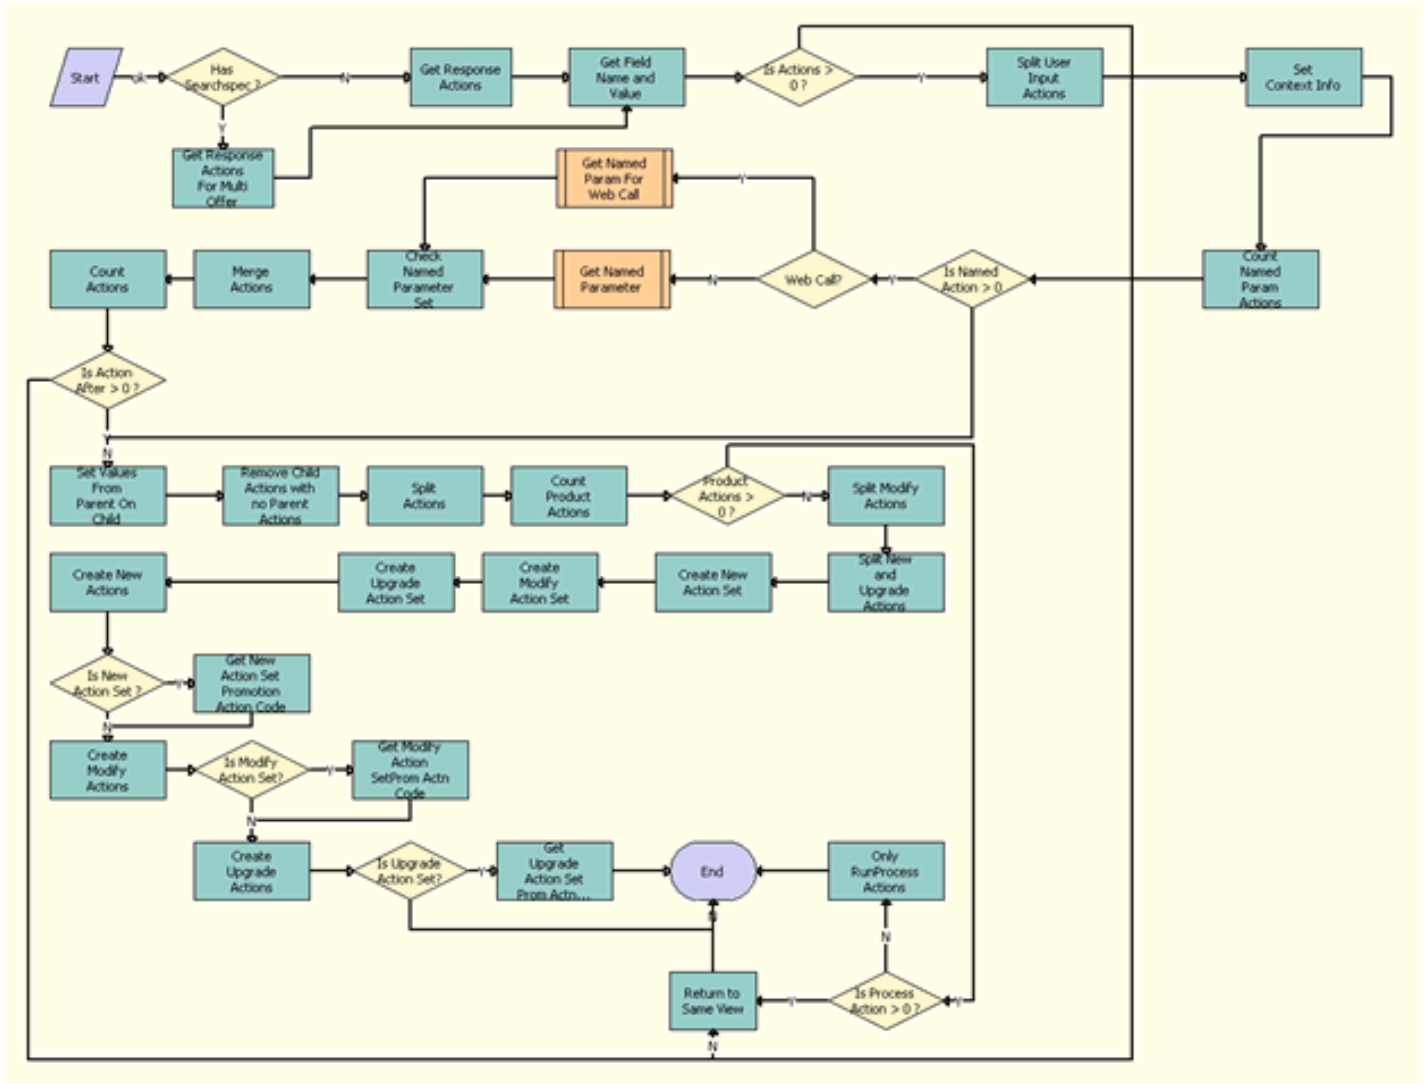 Start
ok
Has
Searchspec ?
N
Get Response
Actions
Get Field
Name and
Value
Is Actions >
0 ?
Y
Split User
Input
Actions
Set
Context Info
Y
Get Response
Actions
For Multi
Offer
Get Named
Param For
Web Call
Y
Count
Actions
Merge
Actions
Check
Named
Parameter
Set
Get Named
Parameter
N
Web Call?
Y
Is Named
Action > 0
Count
Named
Param
Actions
Is Action
After > 0 ?
Y
N
Set Values
From
Parent On
Child
Remove Child
Actions with
no Parent
Actions
Split
Actions
Count
Product
Actions
Product
Actions >
0 ?
N
Split Modify
Actions
Create New
Actions
Create
Upgrade
Action Set
Create
Modify
Action Set
Create New
Action Set
Split New
and
Upgrade
Actions
Is New
Action Set ?
Y
Get New
Action Set
Promotion
Action Code
N
Create
Modify
Actions
Is Modify
Action Set?
Y
Get Modify
Action
SetProm Actn
Code
N
Create
Upgrade
Actions
Is Upgrade
Action Set?
Y
Get
Upgrade
Action Set
Prom Actn...
End
Only
RunProcess
Actions
N
N
Return to
Same View
Y
Is Process
Action > 0 ?
Y
N